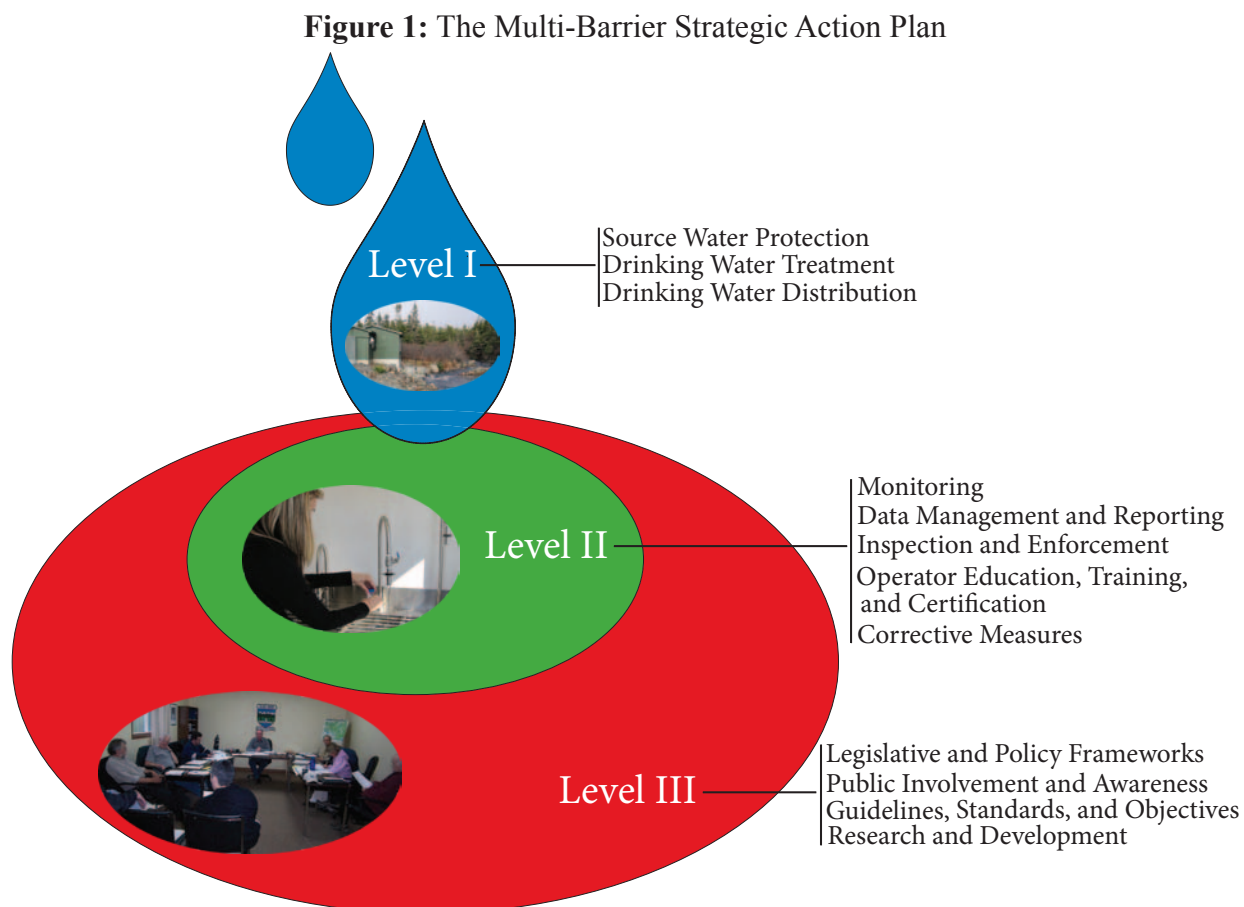 Figure 1: The Multi-Barrier Strategic Action Plan
Level I
Source Water Protection
Drinking Water Treatment
Drinking Water Distribution
Level II
Monitoring
Data Management and Reporting
Inspection and Enforcement
Operator Education, Training,
and Certification
Corrective Measures
Level III
Legislative and Policy Frameworks
Public Involvement and Awareness
Guidelines, Standards, and Objectives
Research and Development